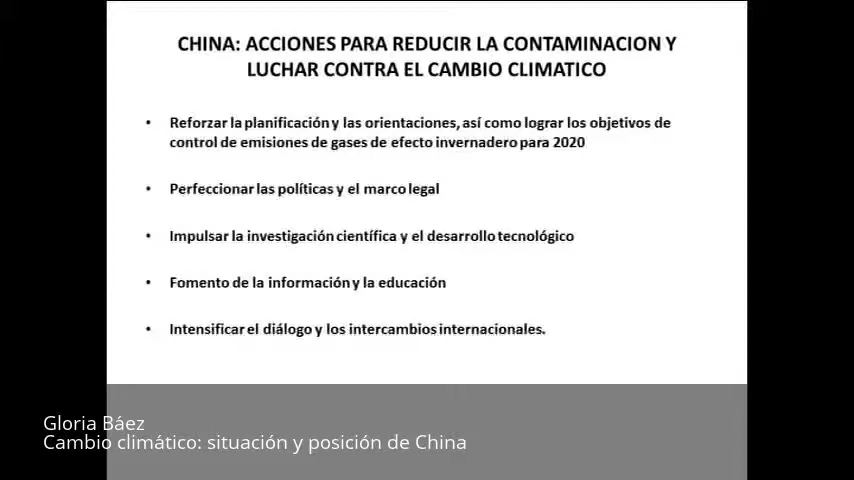 CHINA: ACCIONES PARA REDUCIR LA CONTAMINACION Y
LUCHAR CONTRA EL CAMBIO CLIMATICO
• Reforzar la planificación y las orientaciones, así como lograr los objetivos de
control de emisiones de gases de efecto invernadero para 2020
• Perfeccionar las políticas y el marco legal
• Impulsar la investigación científica y el desarrollo tecnológico
• Fomento de la información y la educación
• Intensificar el diálogo y los intercambios internacionales.
Gloria Báez
Cambio climático: situación y posición de China